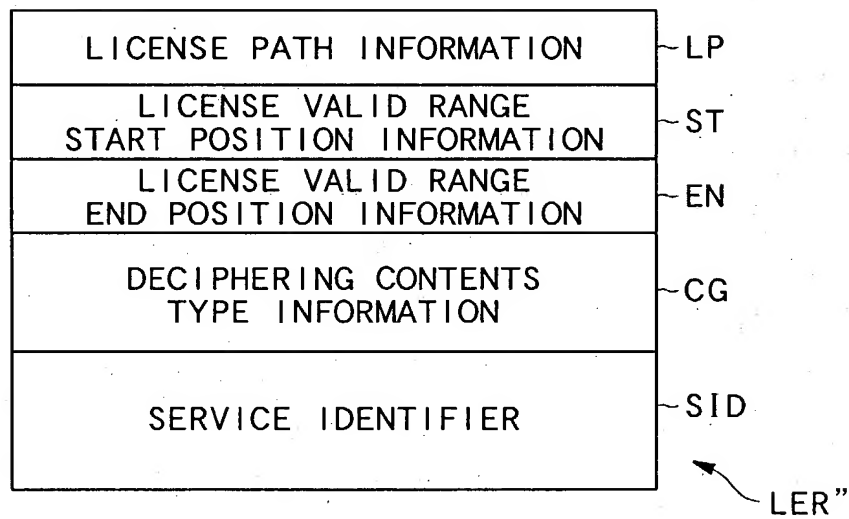 LICENSE PATH INFORMATION
LP
LICENSE VALID RANGE
START POSITION INFORMATION
ST
LICENSE VALID RANGE
END POSITION INFORMATION
EN
DECIPHERING CONTENTS
TYPE INFORMATION
CG
SERVICE IDENTIFIER
SID
LER”